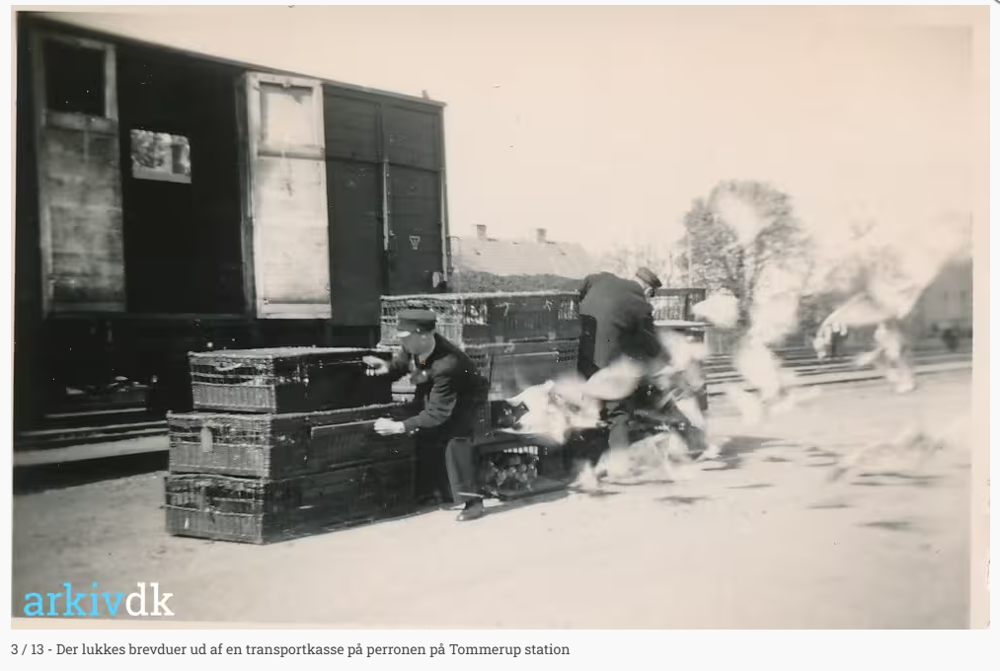 arkivdk
3 / 13 - Der lukkes brevduer ud af en transportkasse på perronen på Tommerup station